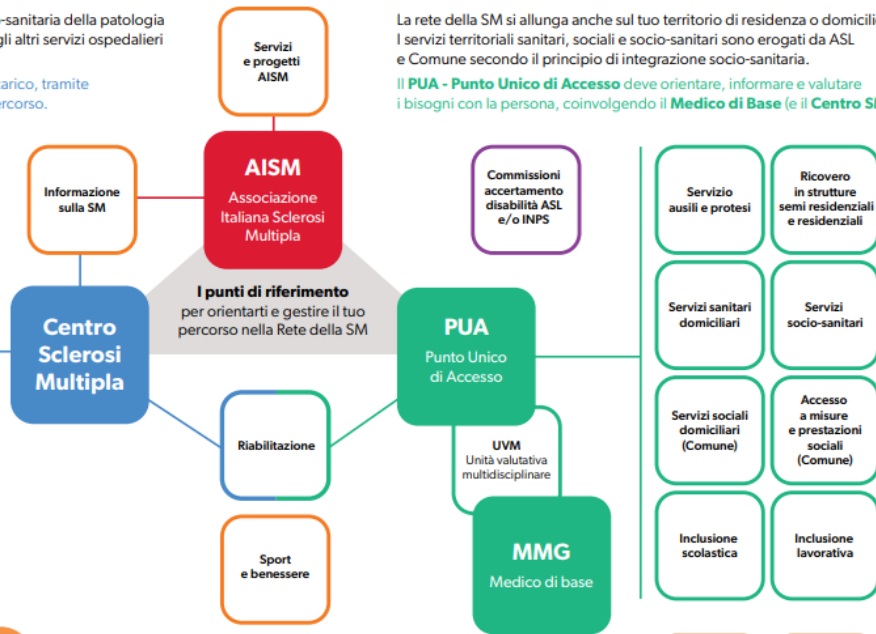 -sanitaria della patologia
gli altri servizi ospedalieri
carico, tramite
ercorso.
La rete della SM si allunga anche sul tuo territorio di residenza o domicilio
I servizi territoriali sanitari, sociali e socio-sanitari sono erogati da ASL
e Comune secondo il principio di integrazione socio-sanitaria.
Il PUA - Punto Unico di Accesso deve orientare, informare e valutare
i bisogni con la persona, coinvolgendo il Medico di Base (e il Centro SM
Servizi
e progetti
AISM
AISM
Associazione
Italiana Sclerosi
Multipla
Informazione
sulla SM
I punti di riferimento
per orientarti e gestire il tuo
percorso nella Rete della SM
Centro
Sclerosi
Multipla
PUA
Punto Unico
di Accesso
Riabilitazione
UVM
Unità valutativa
multidisciplinare
MMG
Medico di base
Sport
e benessere
Commissioni
accertamento
disabilità ASL
e/o INPS
Servizio
ausili e protesi
Ricovero
in strutture
semi residenziali
e residenziali
Servizi sanitari
domiciliari
Servizi
socio-sanitari
Servizi sociali
domiciliari
(Comune)
Accesso
a misure
e prestazioni
sociali
(Comune)
Inclusione
scolastica
Inclusione
lavorativa